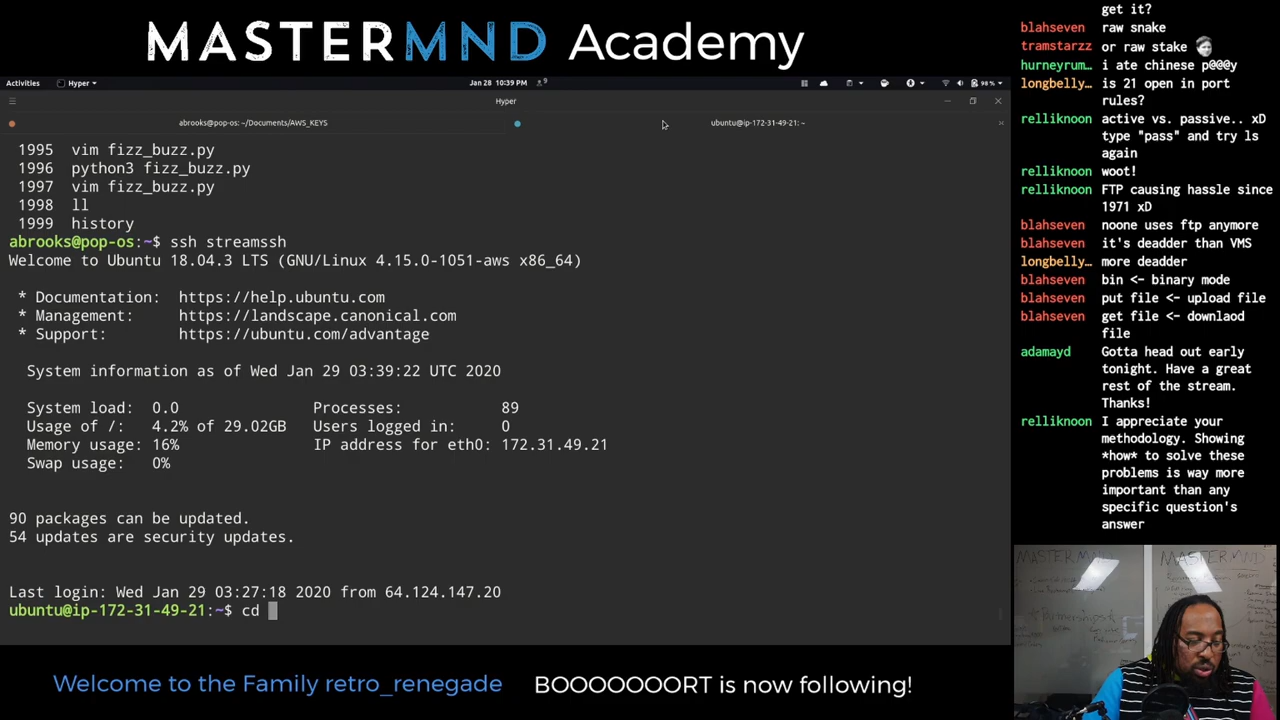 MASTERMND Academy
Activities
Hyper
Jan 28 10:39 PM
98%
Hyper
abrooks@pop-os: ~/Documents/AWS_KEYS
ubuntu@ip-172-31-49-21: ~
1995 vim fizz_buzz.py
1996 python3 fizz_buzz.py
1997 vim fizz_buzz.py
1998 ll
1999 history
abrooks@pop-os:~$ ssh streamssh
Welcome to Ubuntu 18.04.3 LTS (GNU/Linux 4.15.0-1051-aws x86_64)
* Documentation: https://help.ubuntu.com
* Management: https://landscape.canonical.com
* Support: https://ubuntu.com/advantage
System information as of Wed Jan 29 03:39:22 UTC 2020
System load: 0.0 Processes: 89
Usage of /: 4.2% of 29.02GB Users logged in: 0
Memory usage: 16% IP address for eth0: 172.31.49.21
Swap usage: 0%
90 packages can be updated.
54 updates are security updates.
Last login: Wed Jan 29 03:27:18 2020 from 64.124.147.20
ubuntu@ip-172-31-49-21:~$ cd
get it?
blahseven raw snake
tramstarzz or raw stake
hurneyrum… i ate chinese p@@@y
longbelly… is 21 open in port
rules?
relliknoon active vs. passive.. xD
type "pass" and try ls
again
relliknoon woot!
relliknoon FTP causing hassle since
1971 xD
blahseven noone uses ftp anymore
blahseven it's deadder than VMS
longbelly… more deadder
blahseven bin <- binary mode
blahseven put file <- upload file
blahseven get file <- downlaod
file
adamayd Gotta head out early
tonight. Have a great
rest of the stream.
Thanks!
relliknoon I appreciate your
methodology. Showing
*how* to solve these
problems is way more
important than any
specific question's
answer
MASTERMND
MASTERMND
Welcome to the Family retro_renegade
BOOOOOOORT is now following!